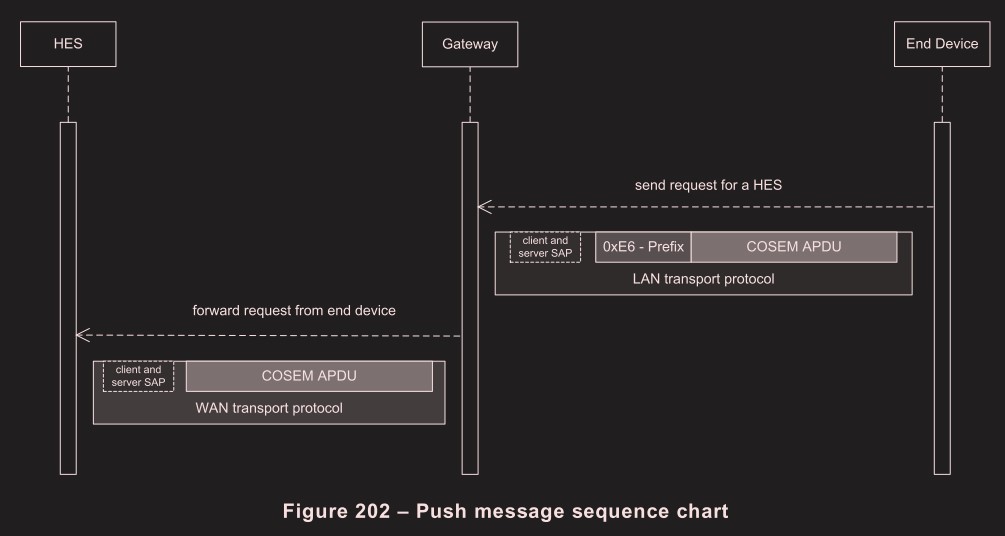 HES
Gateway
End Device
send request for a HES
client and
server SAP
0xE6 - Prefix
COSEM APDU
LAN transport protocol
forward request from end device
client and
server SAP
COSEM APDU
WAN transport protocol
Figure 202 – Push message sequence chart